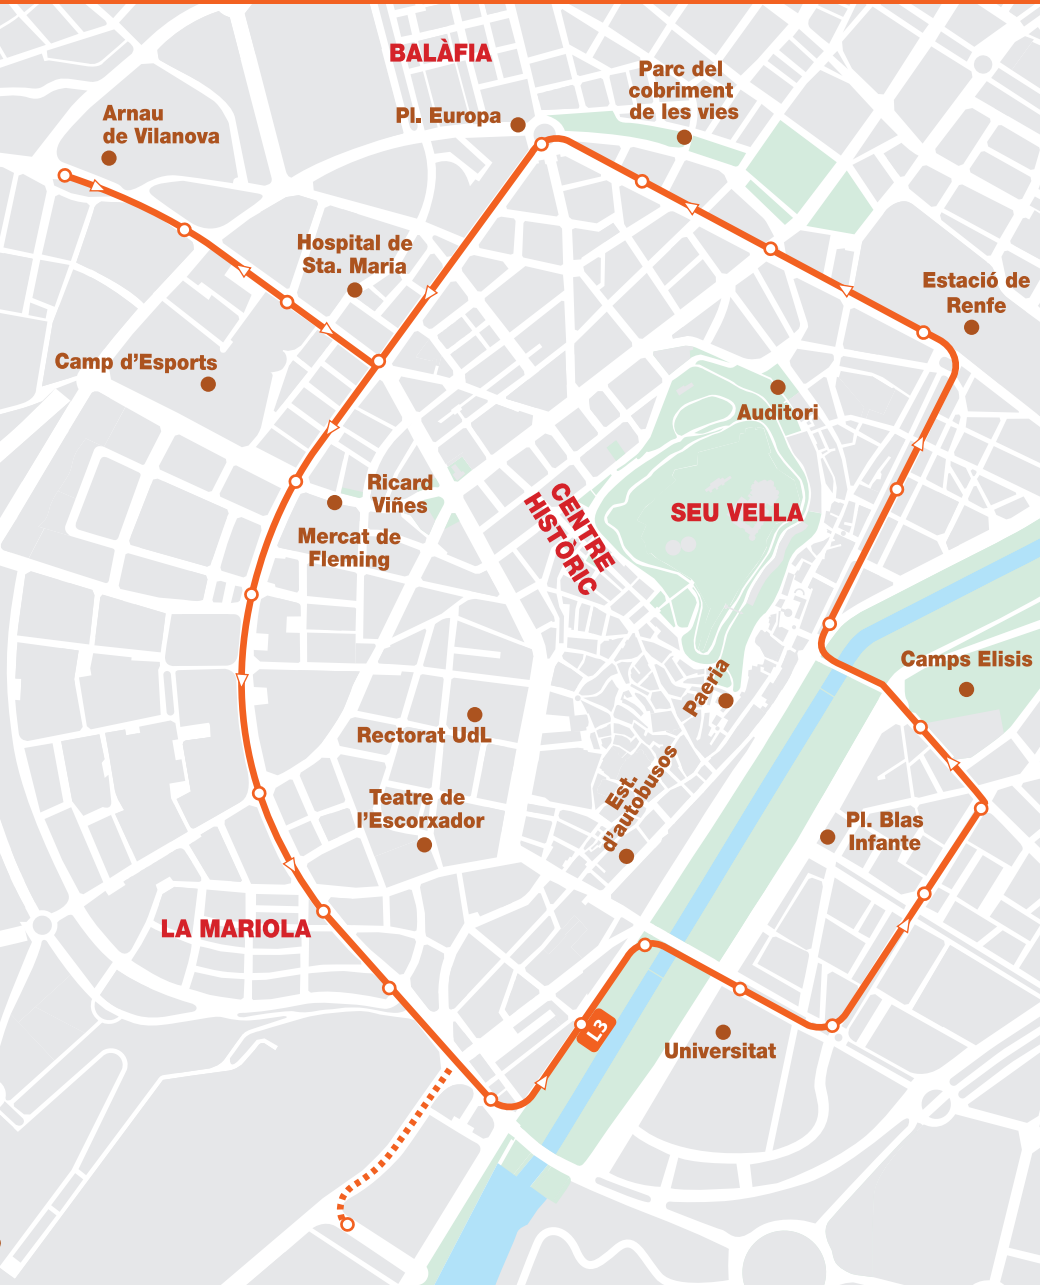 BALÀFIA
Parc del
cobriment
de les vies
Arnau
de Vilanova
Pl. Europa
Hospital de
Sta. Maria
Estació de
Renfe
Camp d'Esports
Auditori
Ricard
Viñes
CENTRE
HISTÒRIC
SEU VELLA
Mercat de
Fleming
Camps Elisis
Paeria
Rectorat UdL
Est.
d'autobusos
Teatre de
l'Escorxador
Pl. Blas
Infante
LA MARIOLA
L3
Universitat